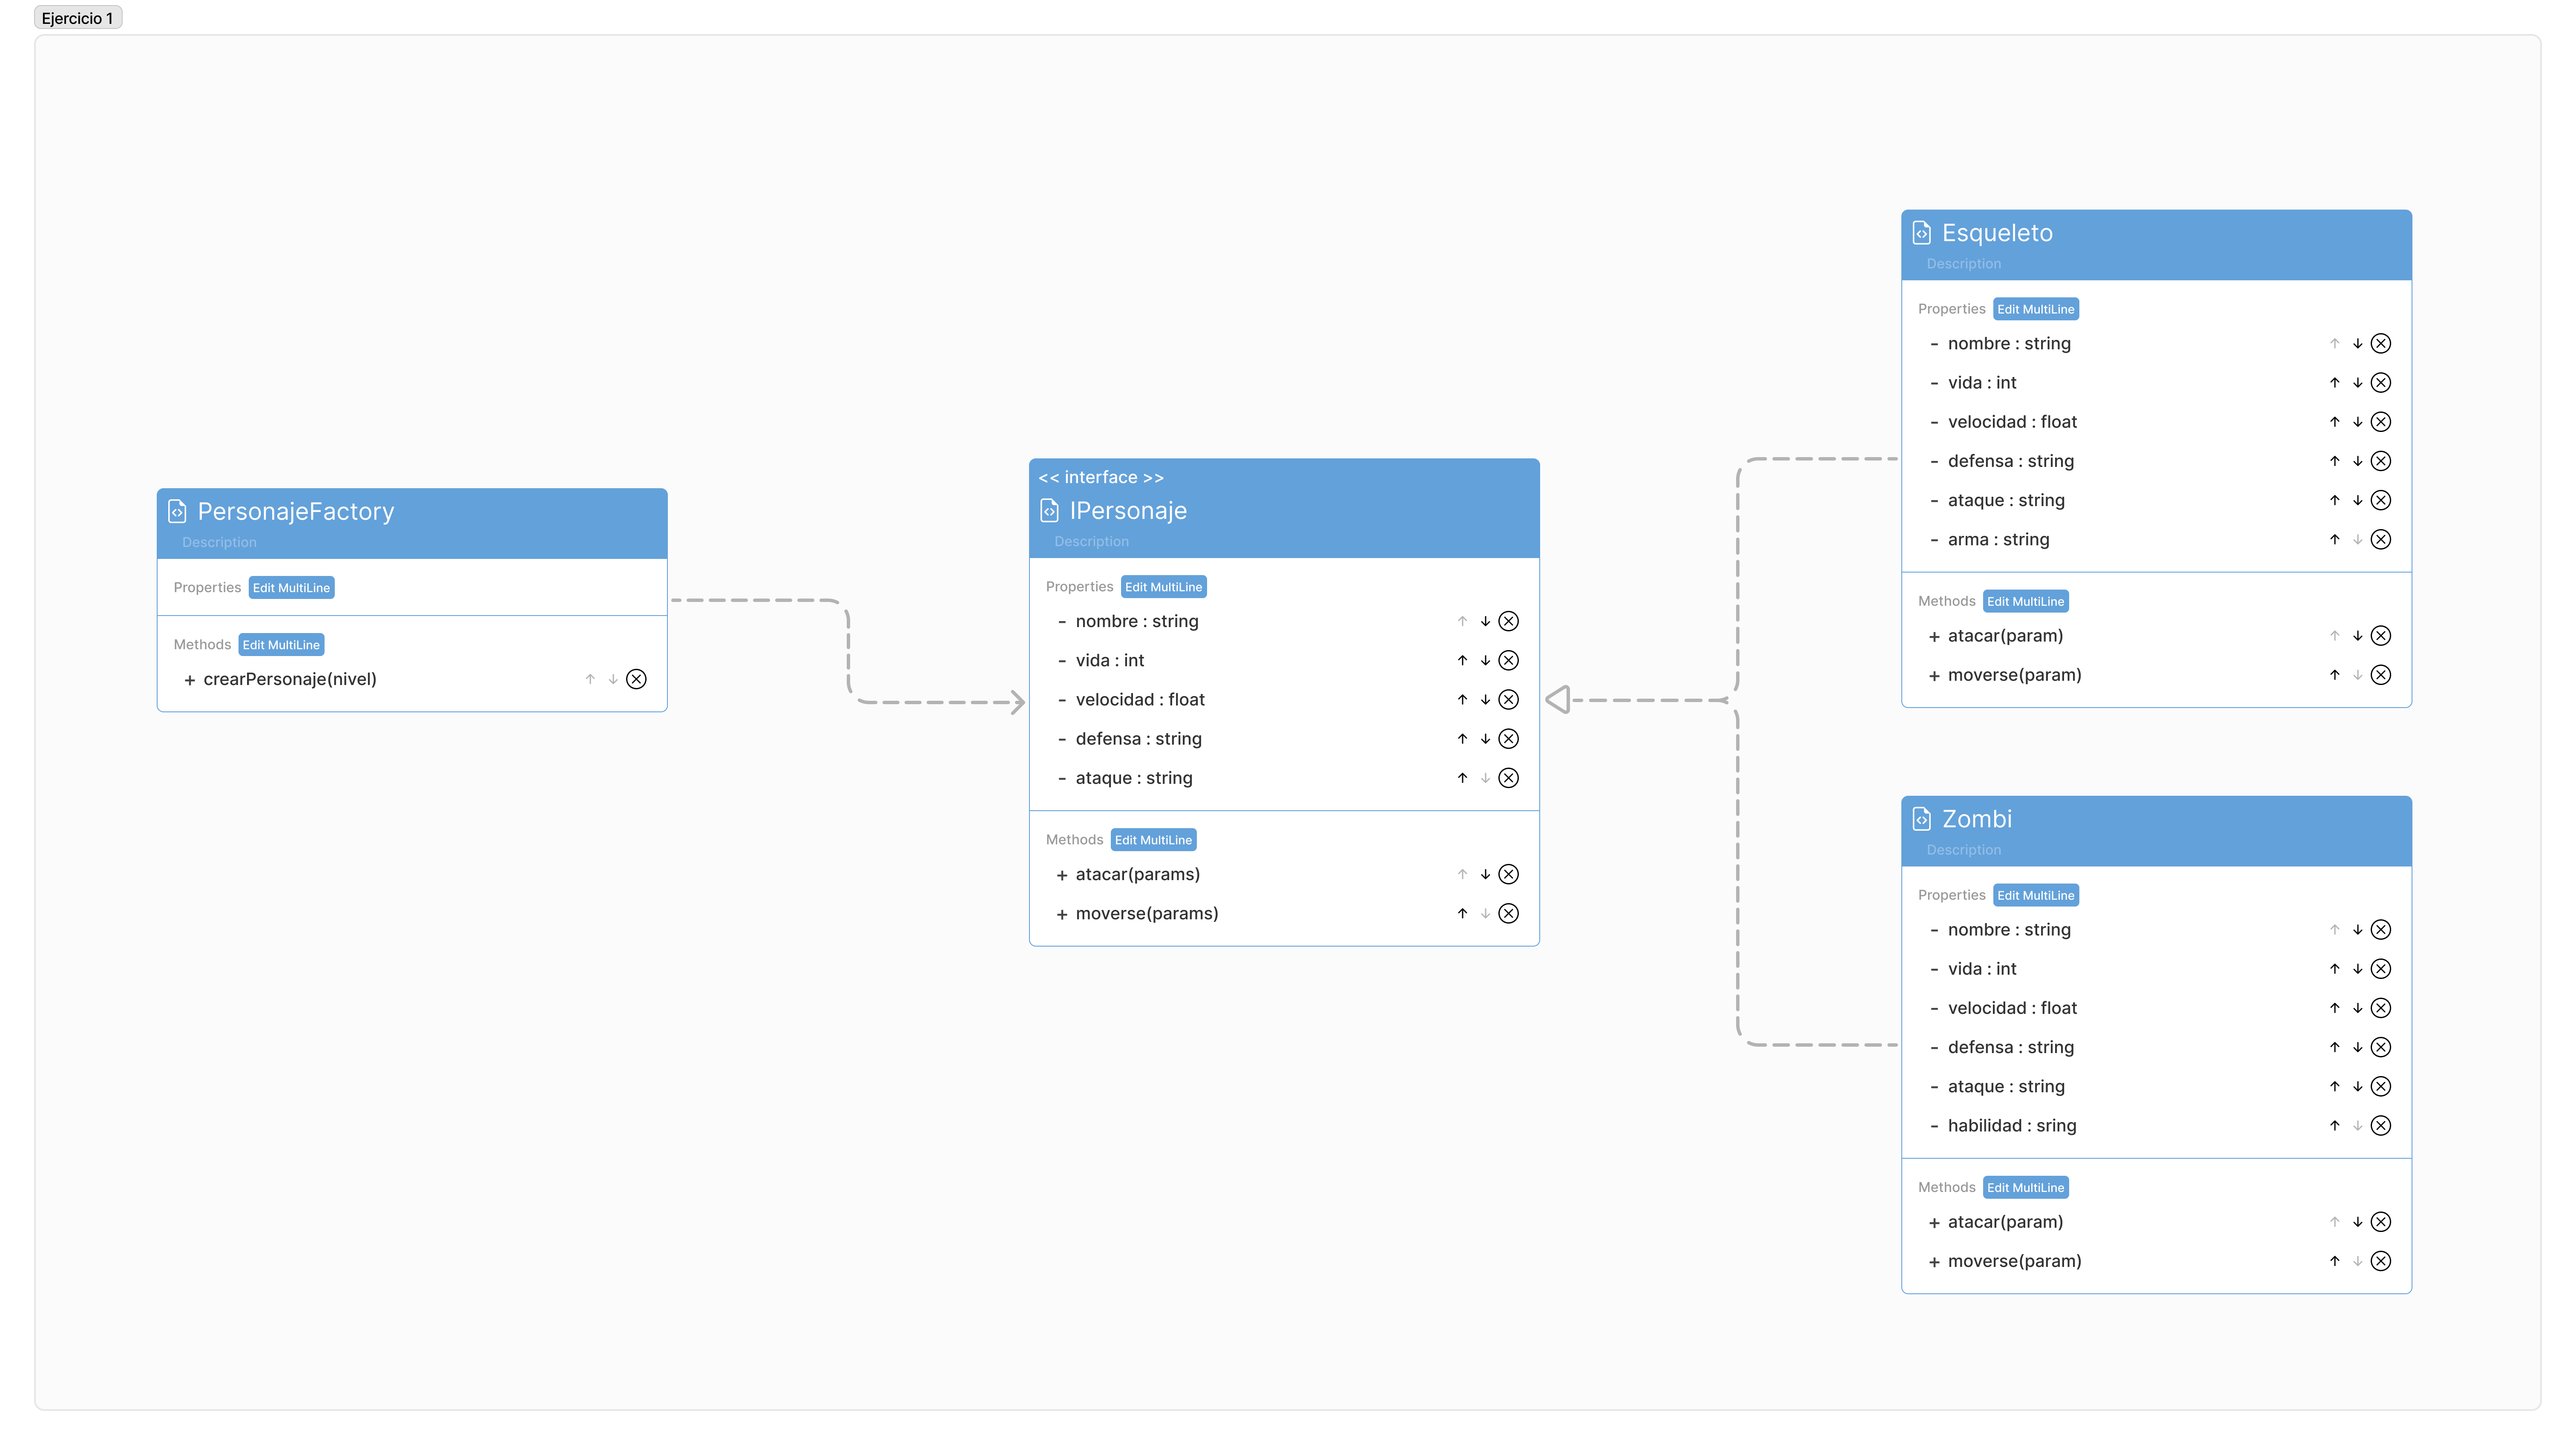 Ejercicio 1
PersonajeFactory
Description
Properties Edit MultiLine
Methods Edit MultiLine
+ crearPersonaje(nivel)
<< interface >>
IPersonaje
Description
Properties Edit MultiLine
- nombre : string
- vida : int
- velocidad : float
- defensa : string
- ataque : string
Methods Edit MultiLine
+ atacar(params)
+ moverse(params)
Esqueleto
Description
Properties Edit MultiLine
- nombre : string
- vida : int
- velocidad : float
- defensa : string
- ataque : string
- arma : string
Methods Edit MultiLine
+ atacar(param)
+ moverse(param)
Zombi
Description
Properties Edit MultiLine
- nombre : string
- vida : int
- velocidad : float
- defensa : string
- ataque : string
- habilidad : sring
Methods Edit MultiLine
+ atacar(param)
+ moverse(param)